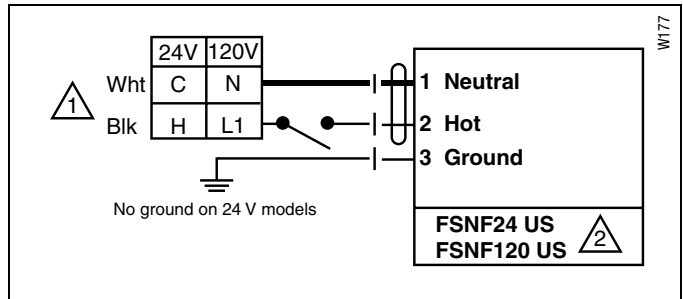 W177
24V 120V
Wht C N 1 Neutral
1
Blk H L1 2 Hot
3 Ground
No ground on 24 V models
FSNF24 US
FSNF120 US 2